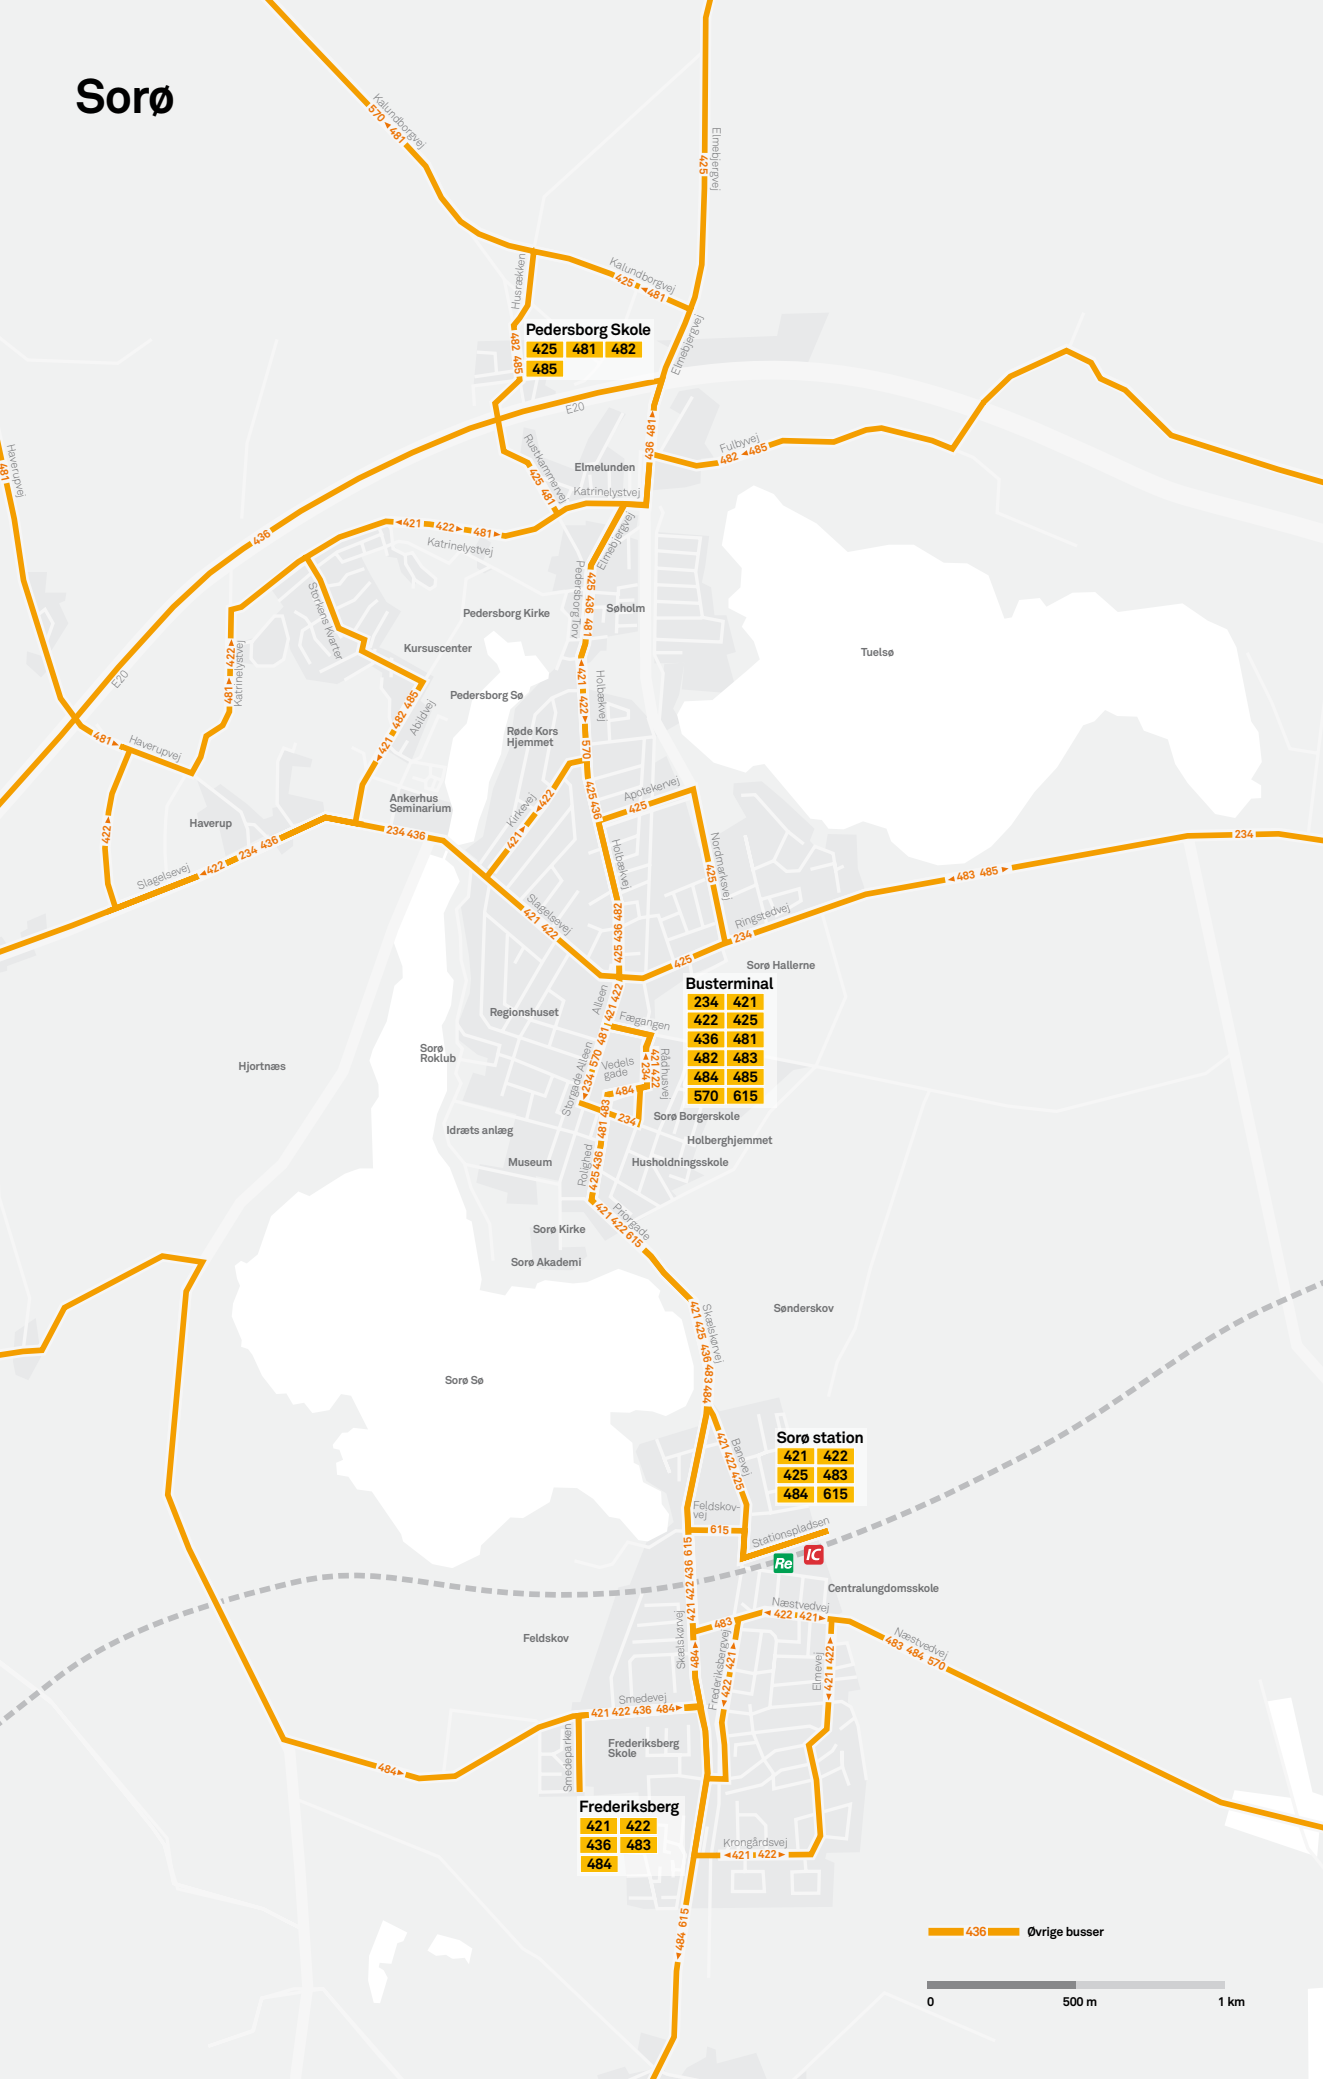 Sorø
Kalundborgvej
570 481
Elmebjergvej
425
Husrækken
Kalundborgvej
425 481
Elmebjergvej
482 485
Pedersborg Skole
425 481 482
485
E20
436 481
Fulbyvej
482 485
Haverupvej
481
Rustkammervej
425 481
Elmelunden
Katrinelystvej
436
421 422 481
Katrinelystvej
Elmebjergvej
Pedersborg Torv
425 436 481
Storkens Kvarter
Pedersborg Kirke
Søholm
Kursuscenter
Tuelsø
481 422
Katrinelystvej
E20
421 482 485
Abildvej
Pedersborg Sø
421 422
Holbækvej
570
Røde Kors
Hjemmet
481
Haverupvej
Kirkevej
421 422
425 436
Apotekervej
425
Ankerhus
Seminarium
Haverup
422
234 436
Slagelsevej
422 234 436
Holbækvej
Nordmarksvej
425
234
483 485
Slagelsevej
421 422
425 436 482
Ringstedvej
234
425
Sorø Hallerne
Busterminal
234 421
422 425
436 481
482 483
484 485
570 615
Alleen
421 422
Regionshuset
Fægangen
Storgade Alleen
234 570 481
Vedels
gade
234
421 422
Rådhusvej
484
234
Sorø
Roklub
Hjortnæs
Sorø Borgerskole
Idræts anlæg
Holberghjemmet
Museum
Husholdningsskole
Rolighed
425 436 481 483
Priorgade
421 422 615
Sorø Kirke
Sorø Akademi
Sønderskov
Skælskørvej
421 425 436 483 484
Sorø Sø
Banevej
421 422 425
Sorø station
421 422
425 483
484 615
Feldskov-
vej
615
Stationspladsen
Re IC
421 422 436 615
Centralungdomsskole
Næstvedvej
422 421
483
Feldskov
Skælskørvej
484
Frederiksbergvej
422 421
Elmevej
421 422
Næstvedvej
483 484 570
Smedevej
421 422 436 484
Smedeparken
Frederiksberg
Skole
484
Frederiksberg
421 422
436 483
484
Krongårdsvej
421 422
484 615
436 Øvrige busser
0 500 m 1 km